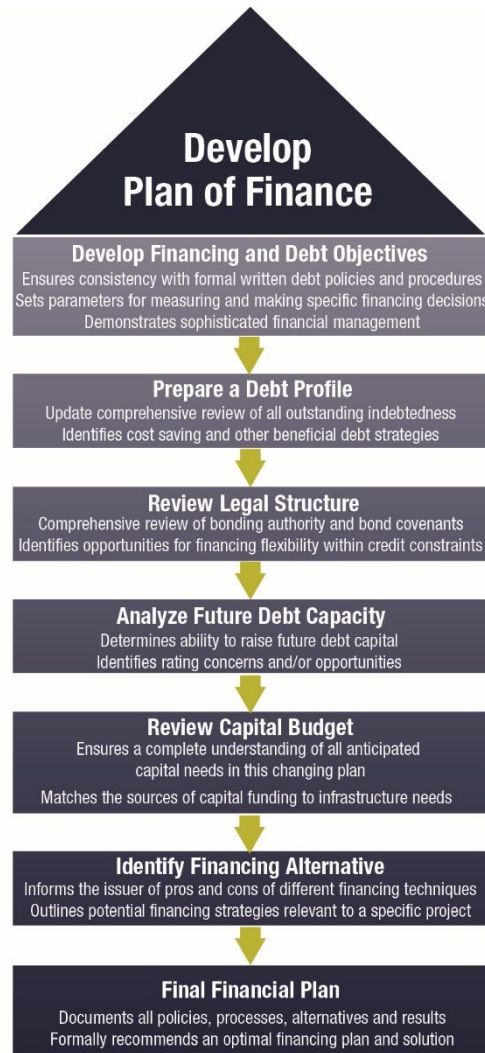 Develop
Plan of Finance
Develop Financing and Debt Objectives
Ensures consistency with formal written debt policies and procedures
Sets parameters for measuring and making specific financing decisions
Demonstrates sophisticated financial management
Prepare a Debt Profile
Update comprehensive review of all outstanding indebtedness
Identifies cost saving and other beneficial debt strategies
Review Legal Structure
Comprehensive review of bonding authority and bond covenants
Identifies opportunities for financing flexibility within credit constraints
Analyze Future Debt Capacity
Determines ability to raise future debt capital
Identifies rating concerns and/or opportunities
Review Capital Budget
Ensures a complete understanding of all anticipated
capital needs in this changing plan
Matches the sources of capital funding to infrastructure needs
Identify Financing Alternative
Informs the issuer of pros and cons of different financing techniques
Outlines potential financing strategies relevant to a specific project
Final Financial Plan
Documents all policies, processes, alternatives and results
Formally recommends an optimal financing plan and solution